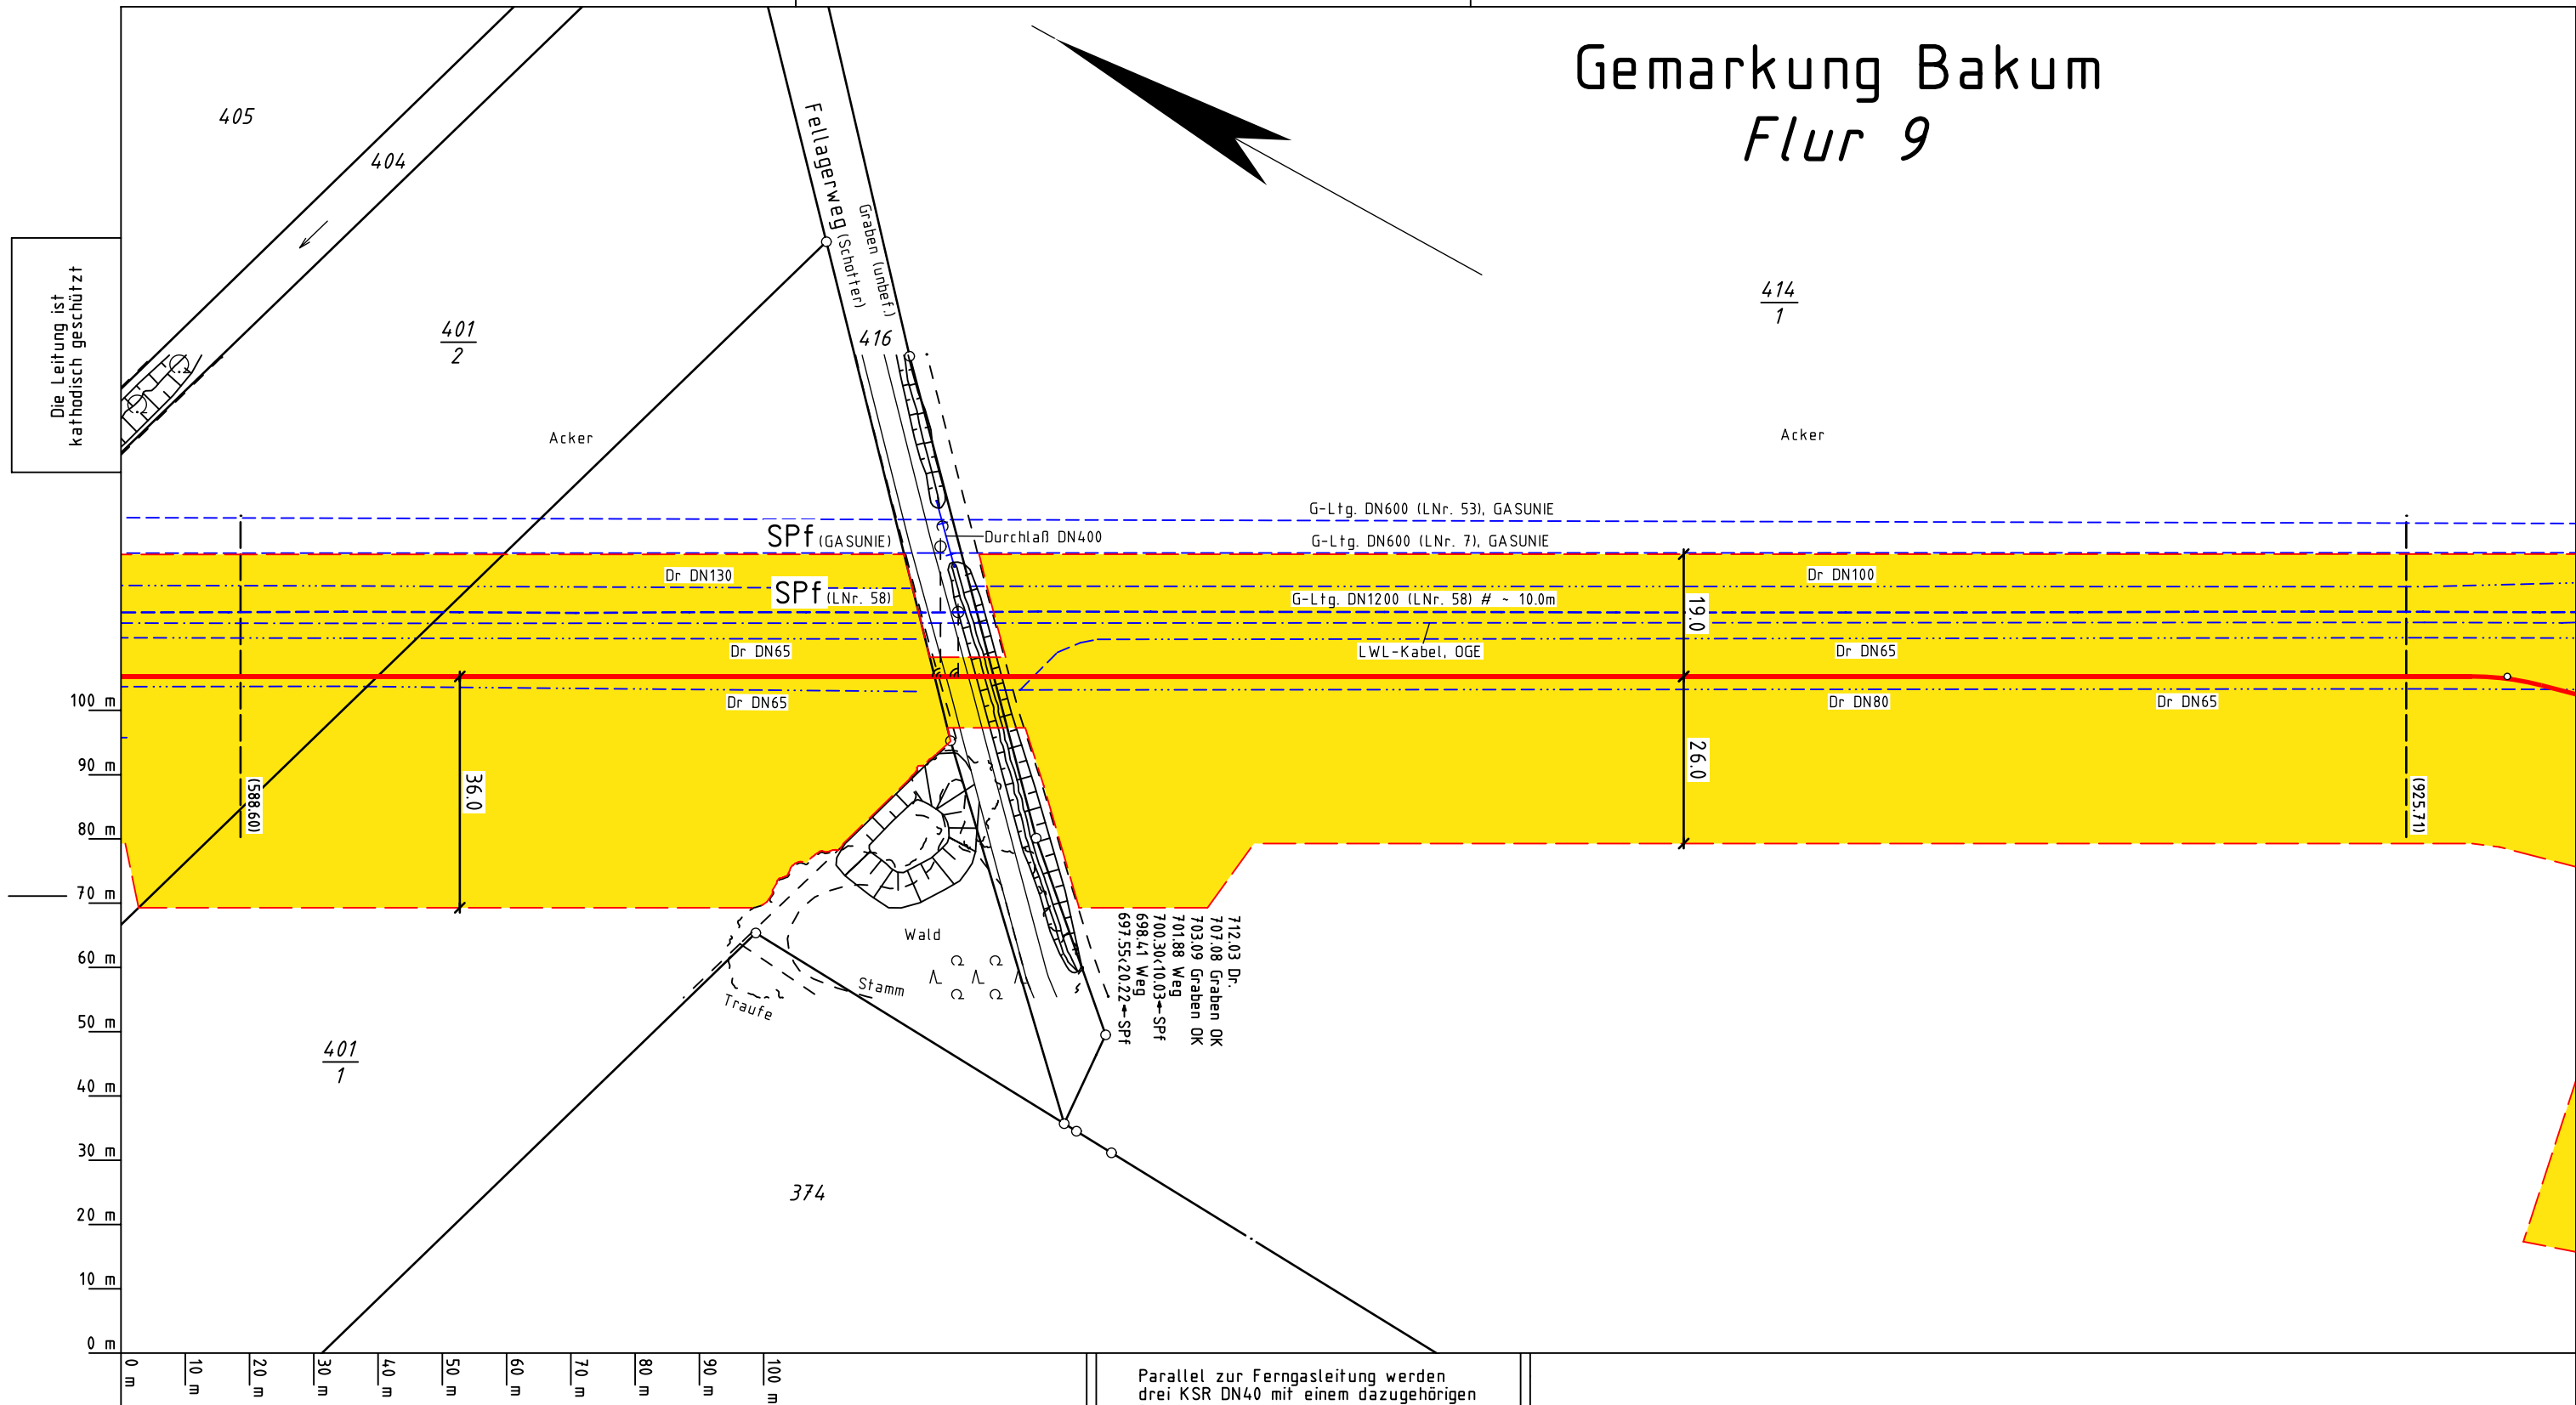 Gemarkung Bakum
Flur 9
405
404
Fellagerweg (Schotter)
Graben (unbef.)
416
401
2
414
1
Die Leitung ist
kathodisch geschützt
Acker
Acker
G-Ltg. DN600 (LNr. 53), GASUNIE
SPf (GASUNIE)
Durchlaß DN400
G-Ltg. DN600 (LNr. 7), GASUNIE
Dr DN130
Dr DN100
SPf (LNr. 58)
G-Ltg. DN1200 (LNr. 58) # ~ 10.0m
19.0
Dr DN65
LWL-Kabel, OGE
Dr DN65
Dr DN65
Dr DN80
Dr DN65
100 m
90 m
80 m
70 m
60 m
50 m
40 m
30 m
20 m
10 m
0 m
(588.60)
36.0
26.0
(925.71)
Wald
Stamm
Traufe
712.03 Dr.
707.08 Graben OK
703.09 Graben OK
701.88 Weg
700.30<10.03→SPf
698.41 Weg
697.55<20.22→SPf
401
1
374
0 m
10 m
20 m
30 m
40 m
50 m
60 m
70 m
80 m
90 m
100 m
Parallel zur Ferngasleitung werden
drei KSR DN40 mit einem dazugehörigen